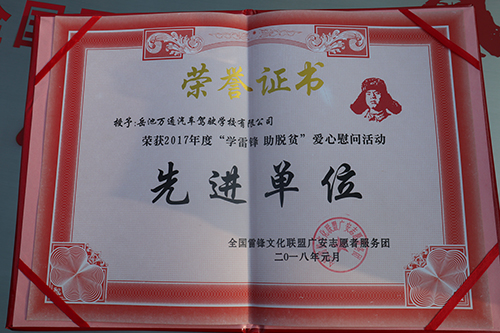 全国
荣誉证书
授予:岳池万通汽车驾驶学校有限公司
荣获2017年度“学雷锋 助脱贫”爱心慰问活动
先进单位
全国雷锋文化联盟广安志愿者服务团
二〇一八年元月